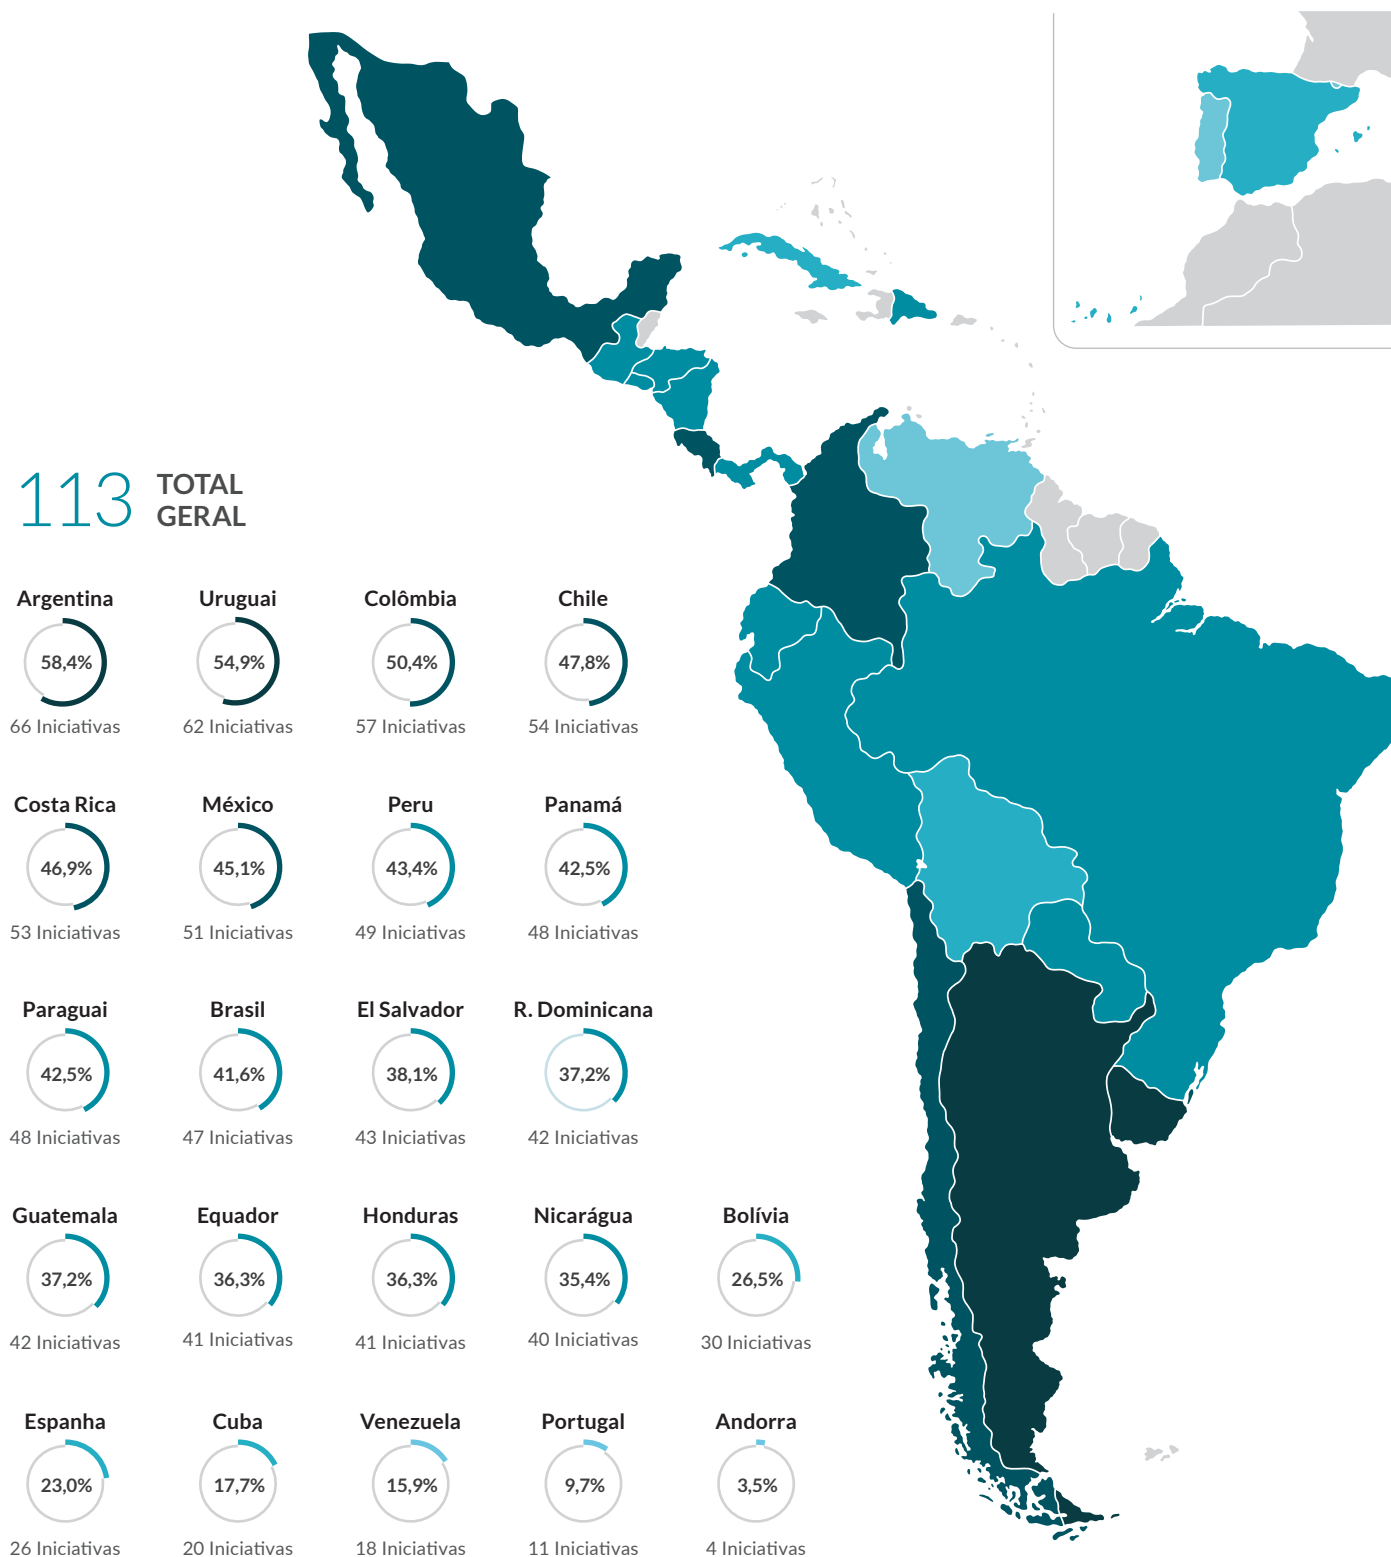 113 TOTAL
GERAL
Argentina Uruguai Colômbia Chile
58,4% 54,9% 50,4% 47,8%
66 Iniciativas 62 Iniciativas 57 Iniciativas 54 Iniciativas
Costa Rica México Peru Panamá
46,9% 45,1% 43,4% 42,5%
53 Iniciativas 51 Iniciativas 49 Iniciativas 48 Iniciativas
Paraguai Brasil El Salvador R. Dominicana
42,5% 41,6% 38,1% 37,2%
48 Iniciativas 47 Iniciativas 43 Iniciativas 42 Iniciativas
Guatemala Equador Honduras Nicarágua Bolívia
37,2% 36,3% 36,3% 35,4% 26,5%
42 Iniciativas 41 Iniciativas 41 Iniciativas 40 Iniciativas 30 Iniciativas
Espanha Cuba Venezuela Portugal Andorra
23,0% 17,7% 15,9% 9,7% 3,5%
26 Iniciativas 20 Iniciativas 18 Iniciativas 11 Iniciativas 4 Iniciativas